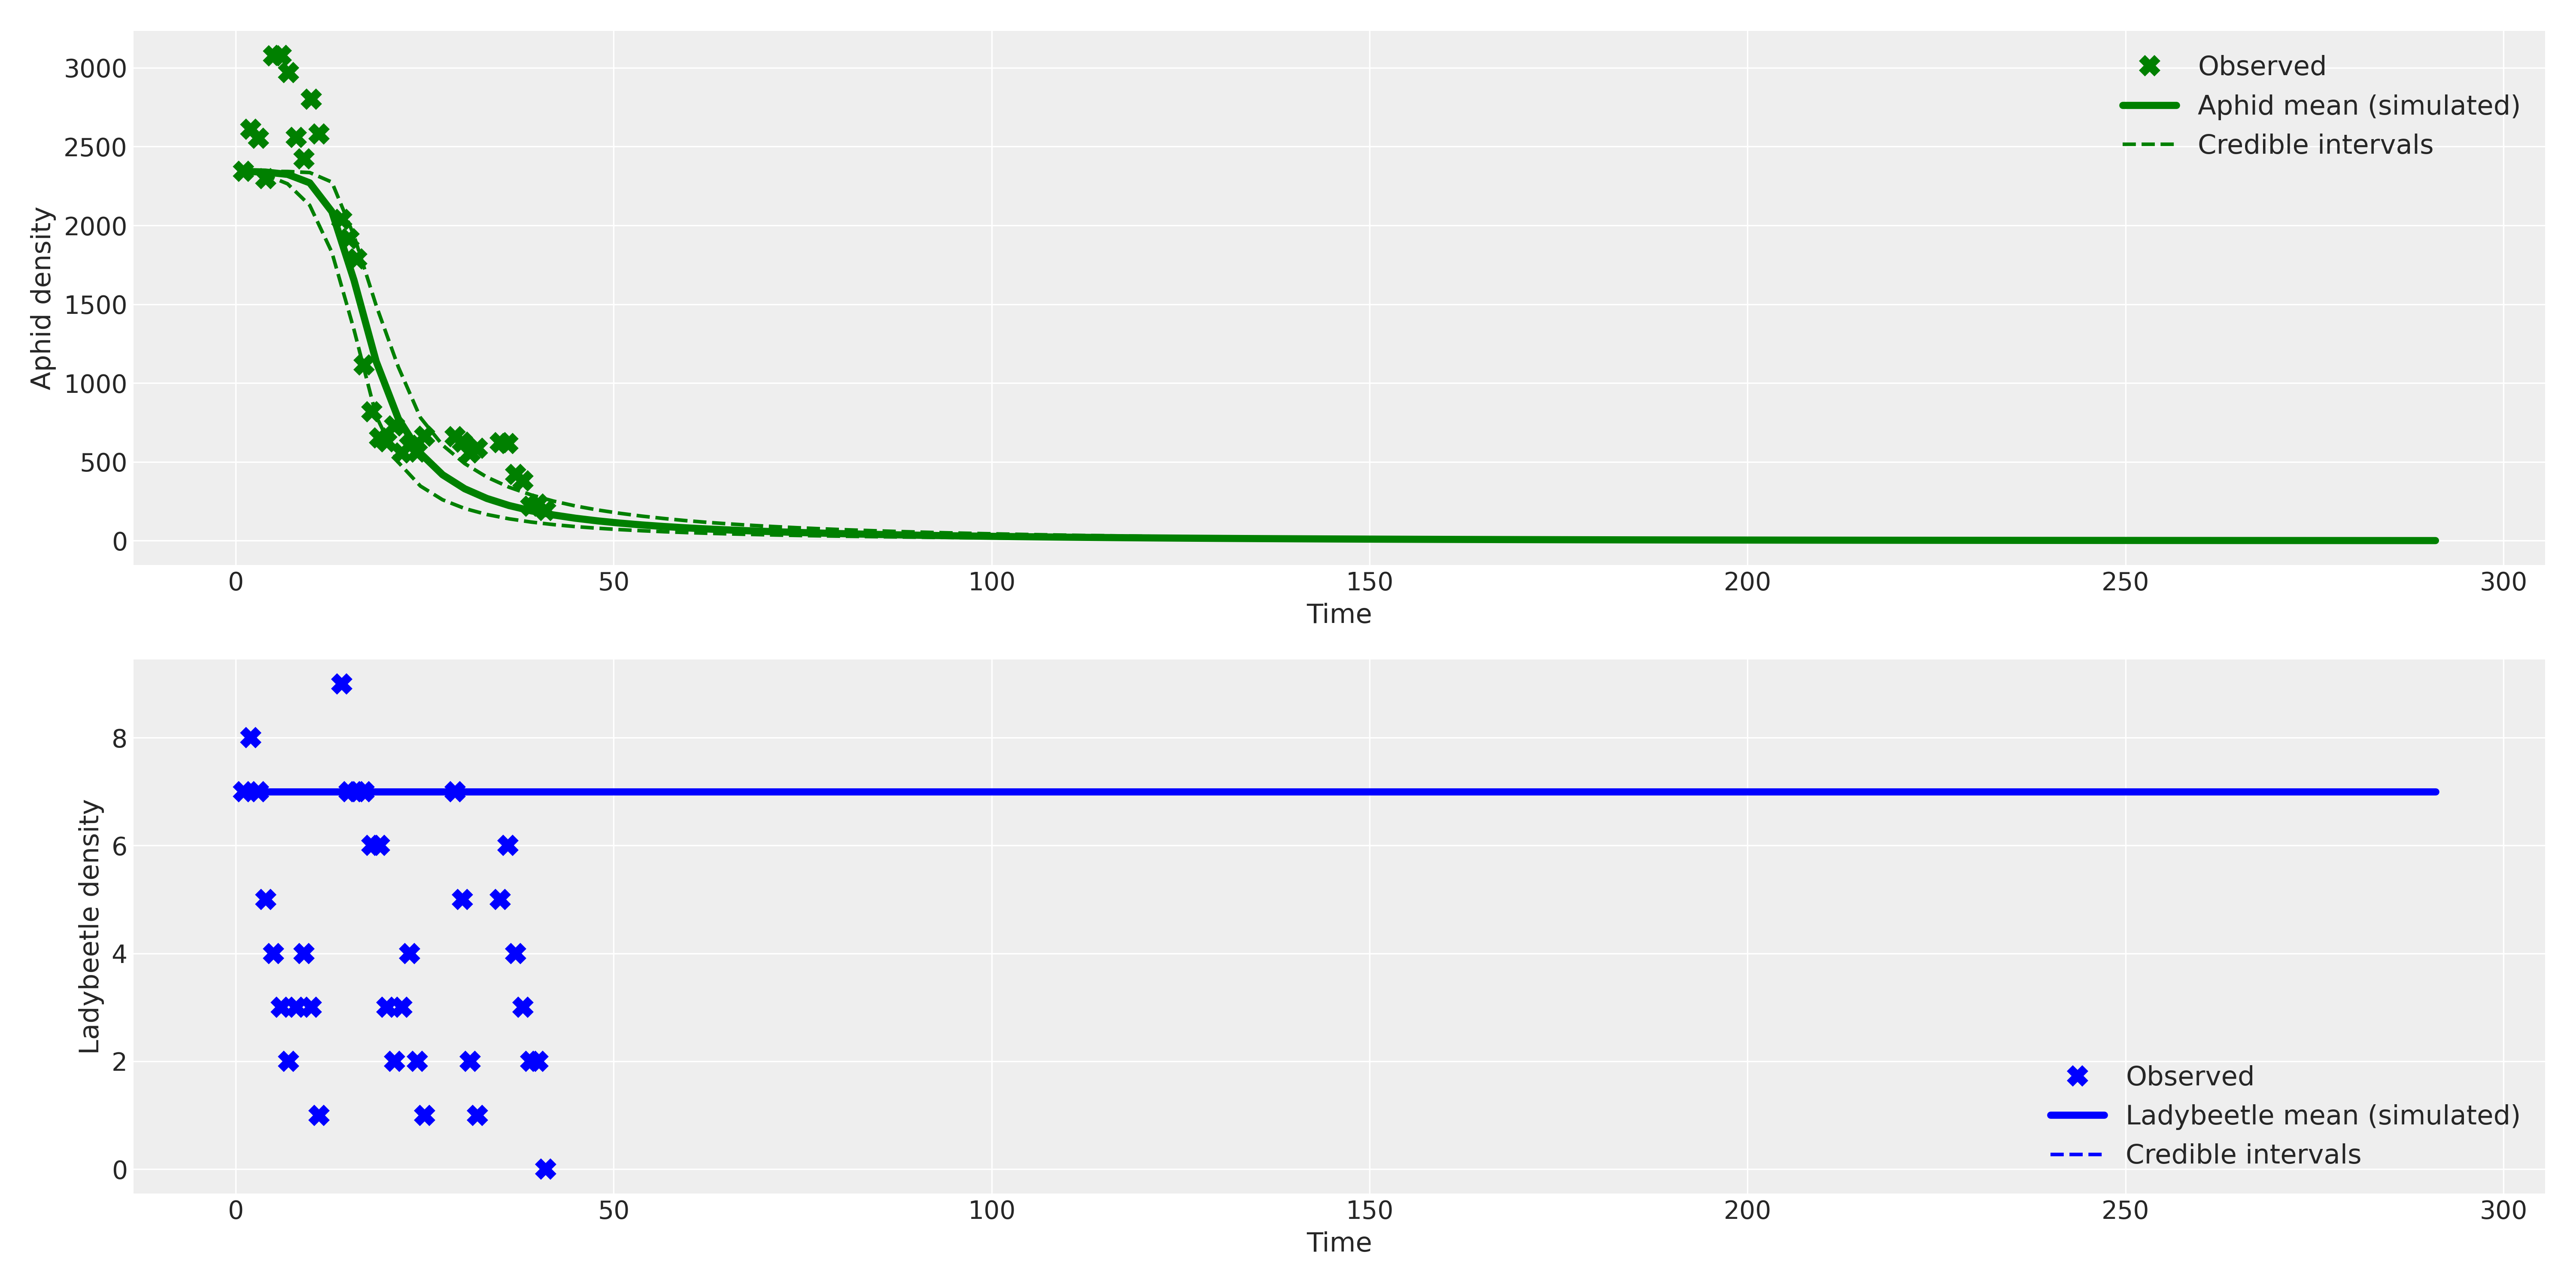 3000
2500
2000
1500
1000
500
0
Aphid density
Observed
Aphid mean (simulated)
Credible intervals
0 50 100 150 200 250 300
Time
8
6
4
2
0
Ladybeetle density
Observed
Ladybeetle mean (simulated)
Credible intervals
0 50 100 150 200 250 300
Time